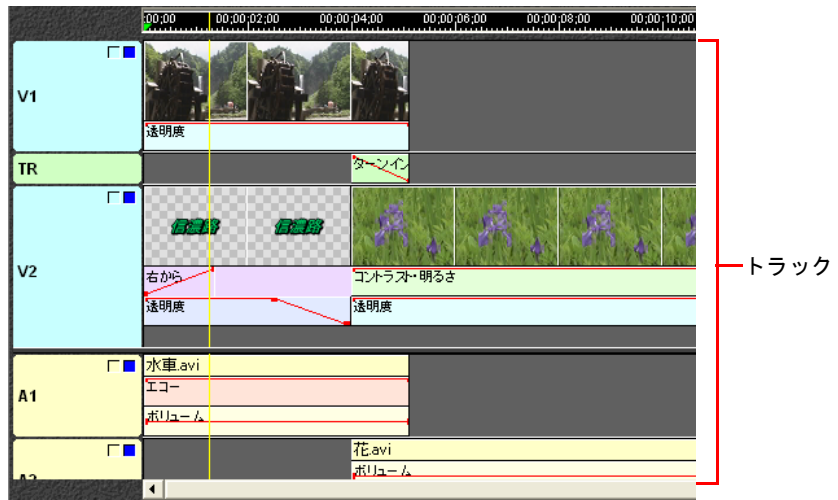 00;00 00;00;02;00 00;00;04;00 00;00;06;00 00;00;08;00 00;00;10;00
V1
透明度
TR
ターンイン
信濃路 信濃路
V2
右から コントラスト・明るさ
透明度 透明度
トラック
水車.avi
A1
エコー
ボリューム
花.avi
A2
ボリューム